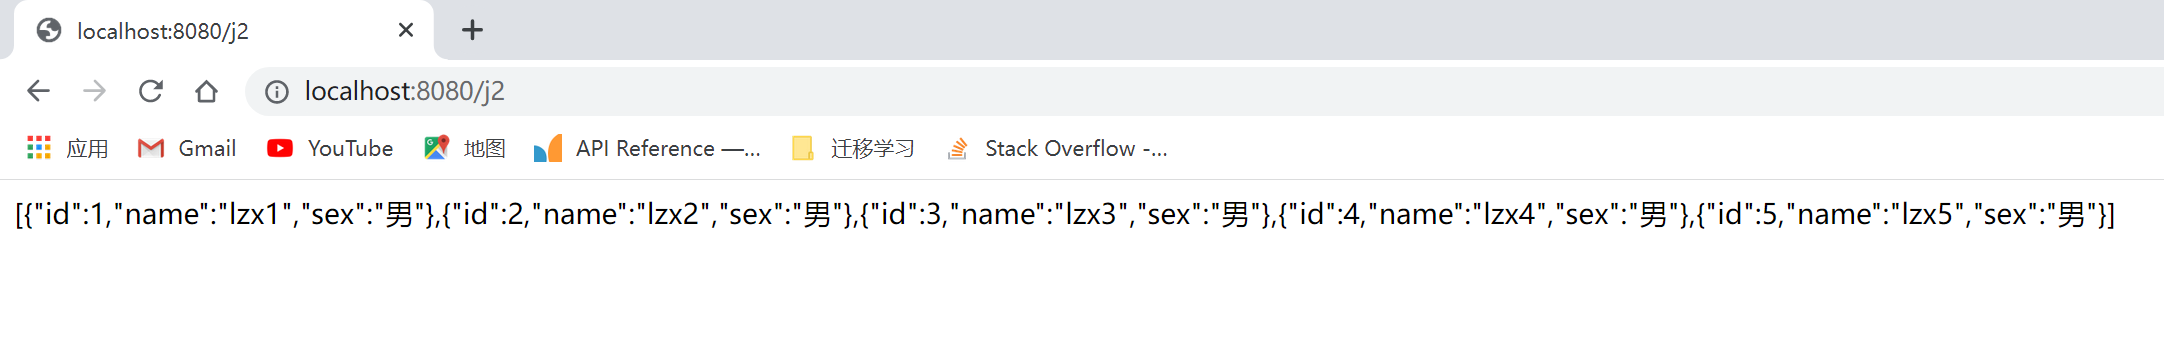 localhost:8080/j2
localhost:8080/j2
应用 Gmail YouTube 地图 API Reference —... 迁移学习 Stack Overflow -...
[{"id":1,"name":"lzx1","sex":"男"},{"id":2,"name":"lzx2","sex":"男"},{"id":3,"name":"lzx3","sex":"男"},{"id":4,"name":"lzx4","sex":"男"},{"id":5,"name":"lzx5","sex":"男"}]